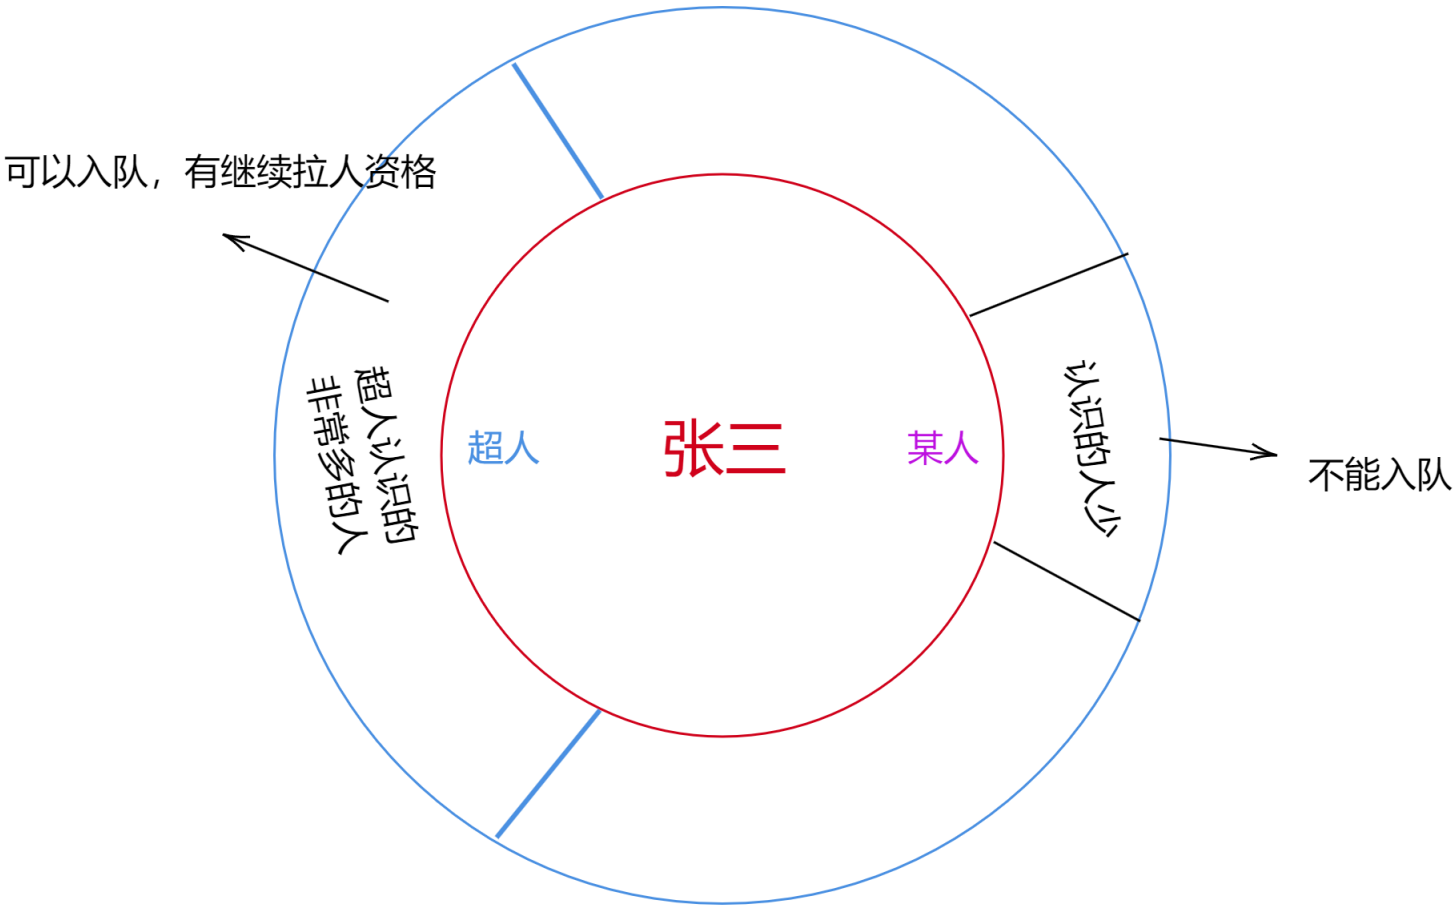 可以入队，有继续拉人资格
超人认识的
非常多的人
超人
张三
某人
认识的人少
不能入队